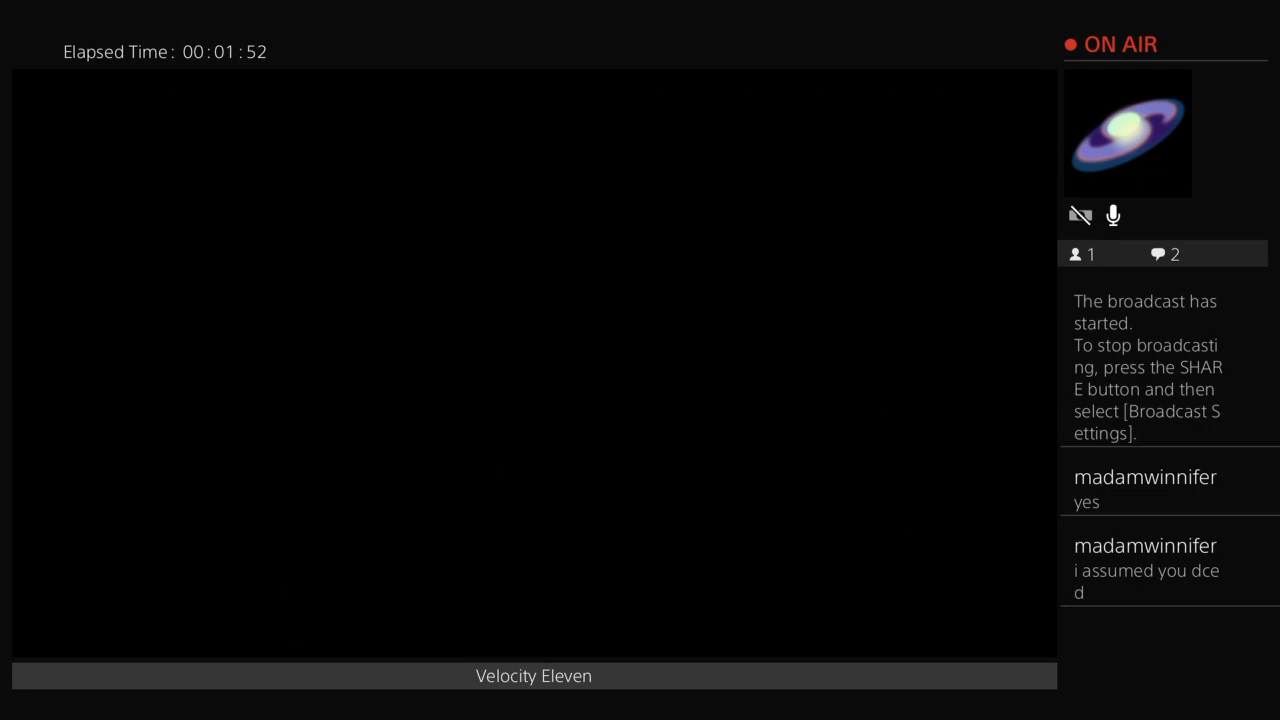 Elapsed Time: 00:01:52
ON AIR
1 2
The broadcast has
started.
To stop broadcasti
ng, press the SHAR
E button and then
select [Broadcast S
ettings].
madamwinnifer
yes
madamwinnifer
i assumed you dce
d
Velocity Eleven